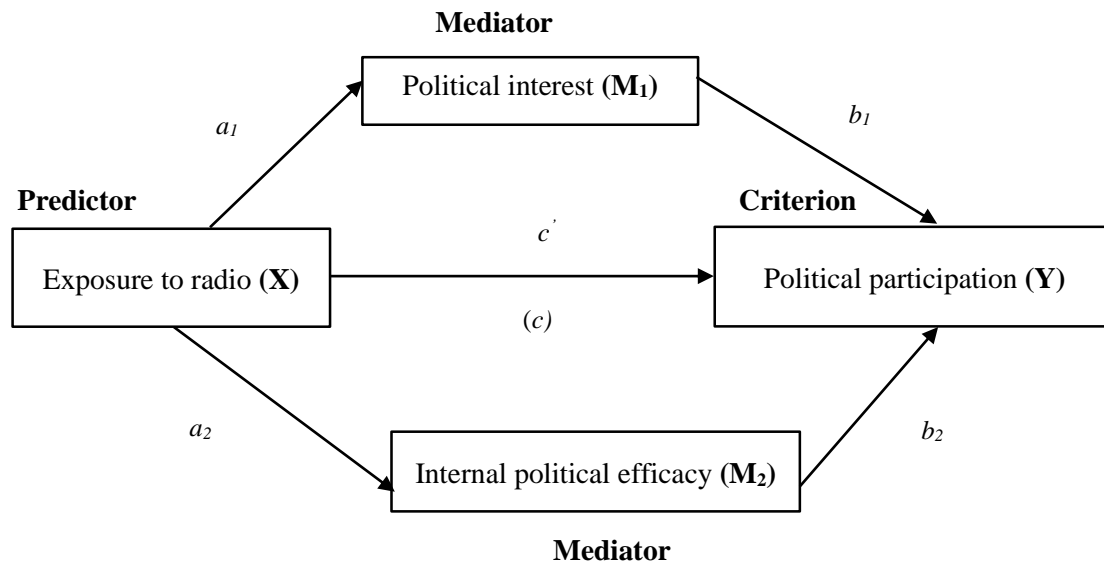 Mediator
Political interest (M₁)
a₁
b₁
Predictor
Criterion
c’
Exposure to radio (X)
Political participation (Y)
(c)
a₂
b₂
Internal political efficacy (M₂)
Mediator